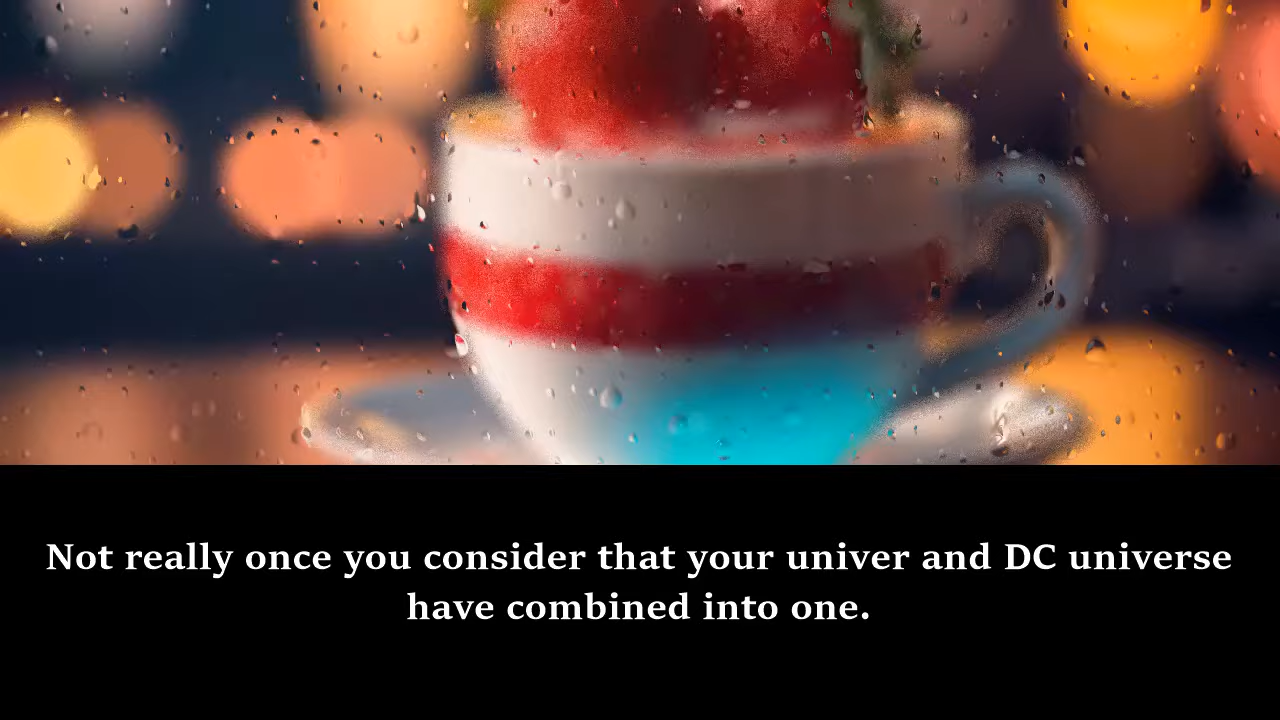 Not really once you consider that your univer and DC universe
have combined into one.